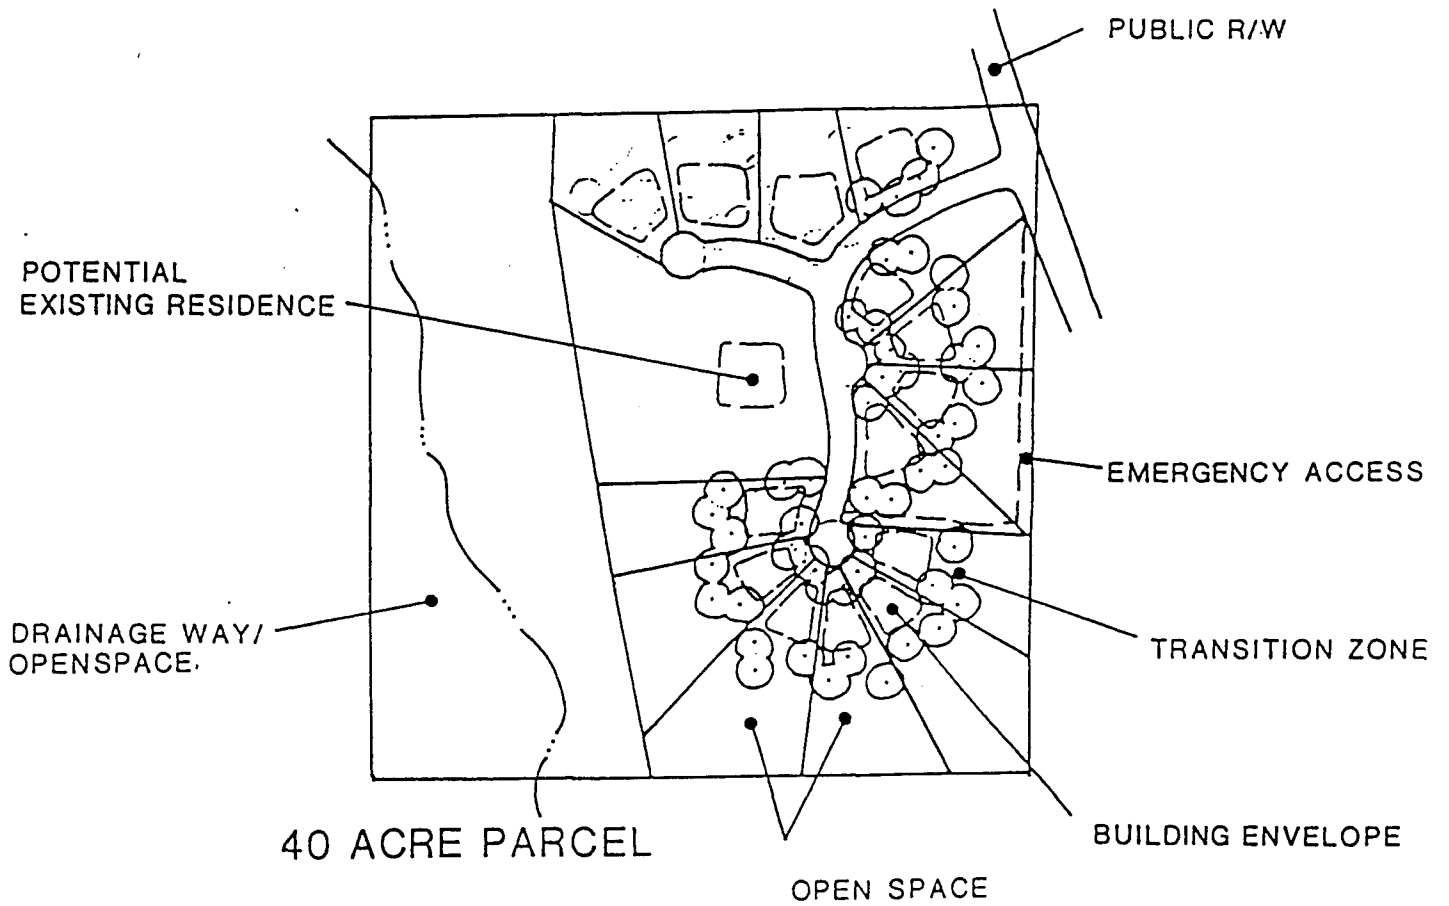 PUBLIC R/W
POTENTIAL
EXISTING RESIDENCE
EMERGENCY ACCESS
DRAINAGE WAY/
OPENSPACE.
TRANSITION ZONE
40 ACRE PARCEL
BUILDING ENVELOPE
OPEN SPACE